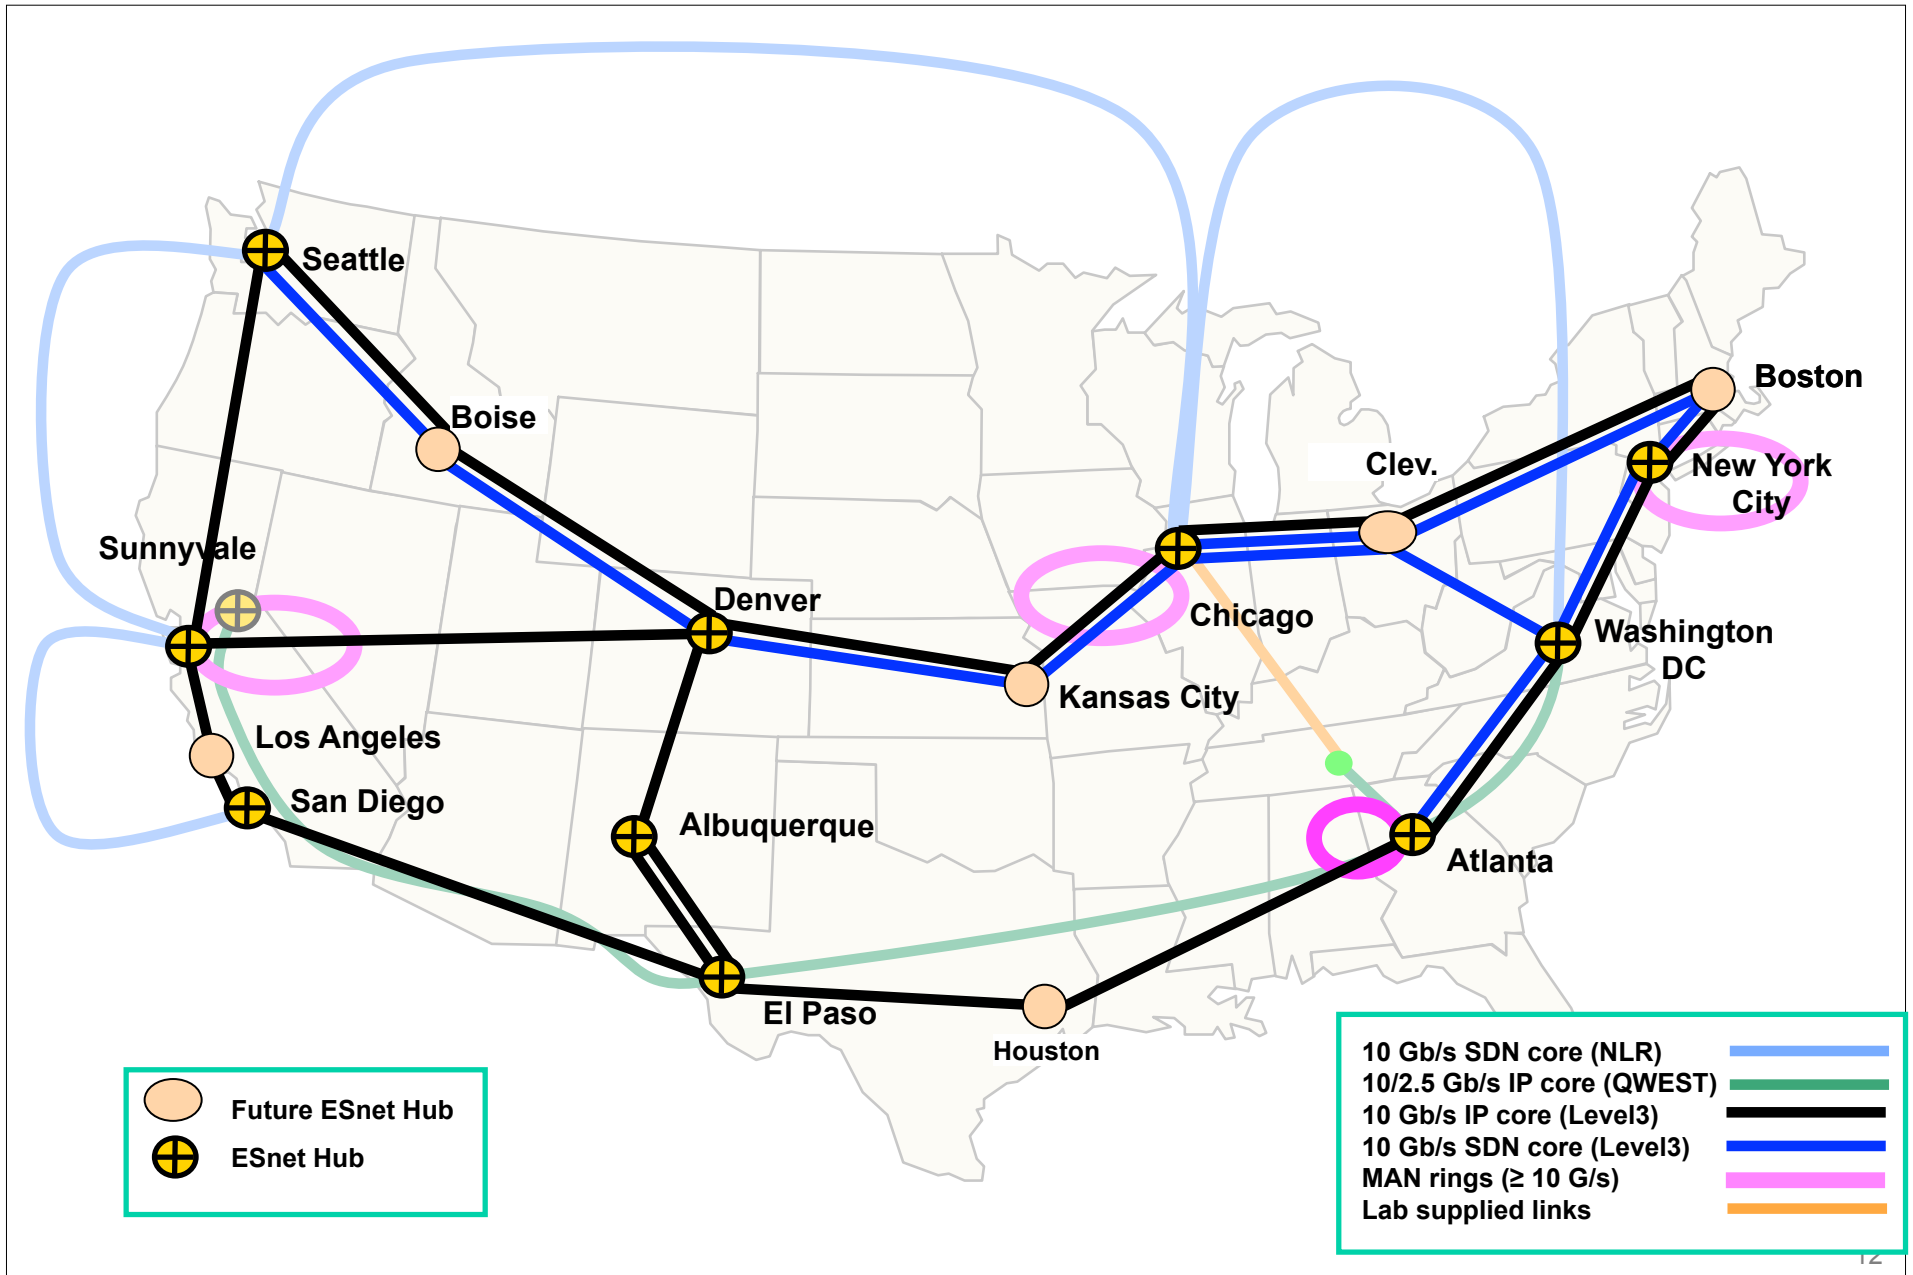 Seattle
Boise
Boston
Clev.
New York
City
Sunnyvale
Denver
Chicago
Washington
DC
Kansas City
Los Angeles
San Diego
Albuquerque
Atlanta
El Paso
Houston
Future ESnet Hub
ESnet Hub
10 Gb/s SDN core (NLR)
10/2.5 Gb/s IP core (QWEST)
10 Gb/s IP core (Level3)
10 Gb/s SDN core (Level3)
MAN rings (≥ 10 G/s)
Lab supplied links
12